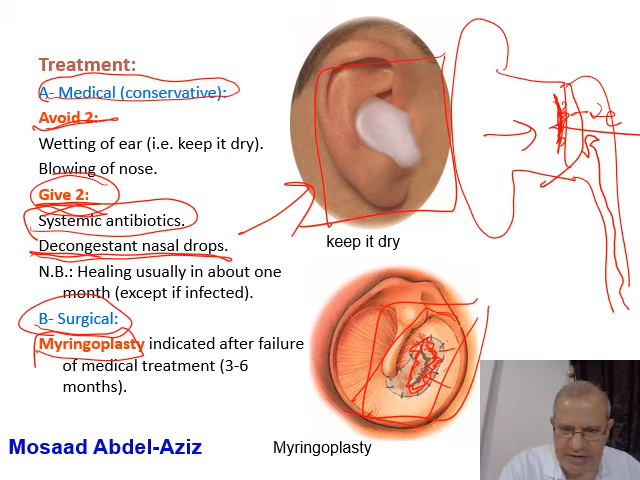 Treatment:
A- Medical (conservative):
Avoid 2:
Wetting of ear (i.e. keep it dry).
Blowing of nose.
Give 2:
Systemic antibiotics.
Decongestant nasal drops.
N.B.: Healing usually in about one
month (except if infected).
B- Surgical:
Myringoplasty indicated after failure
of medical treatment (3-6
months).
Mosaad Abdel-Aziz
keep it dry
Myringoplasty
-ve